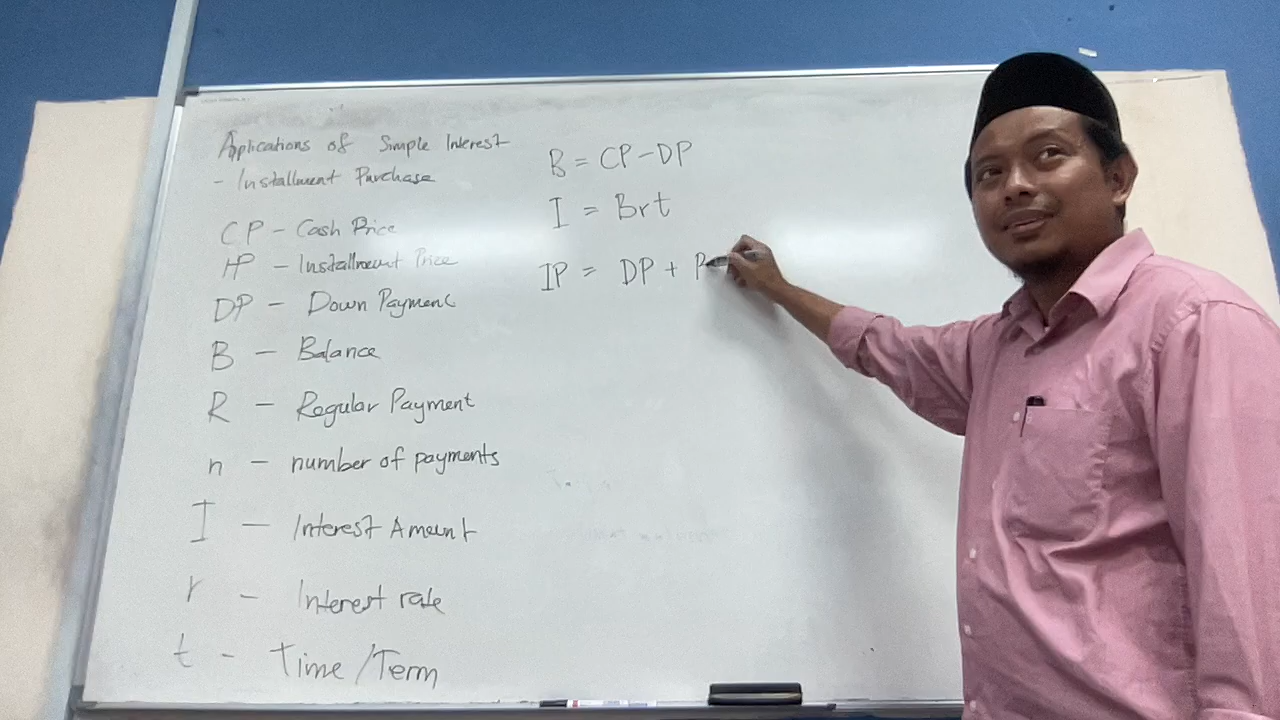 Applications of Simple Interest
- Installment Purchase
CP - Cash Price
IP - Installment Price
DP - Down Payment
B - Balance
R - Regular Payment
n - number of payments
I - Interest Amount
r - Interest rate
t - Time/Term
B = CP-DP
I = Brt
IP = DP +